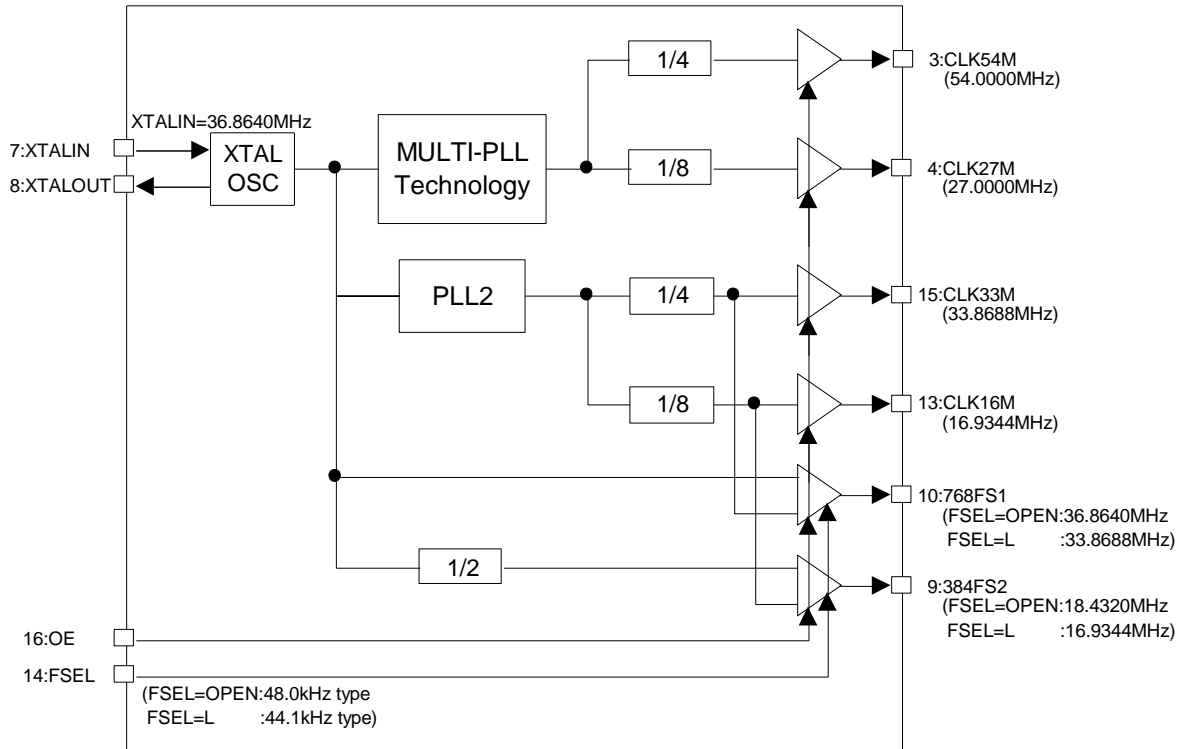 1/4
3:CLK54M
(54.0000MHz)
XTALIN=36.8640MHz
7:XTALIN
8:XTALOUT
XTAL
OSC
MULTI-PLL
Technology
1/8
4:CLK27M
(27.0000MHz)
PLL2
1/4
15:CLK33M
(33.8688MHz)
1/8
13:CLK16M
(16.9344MHz)
10:768FS1
(FSEL=OPEN:36.8640MHz
FSEL=L :33.8688MHz)
1/2
9:384FS2
(FSEL=OPEN:18.4320MHz
FSEL=L :16.9344MHz)
16:OE
14:FSEL
(FSEL=OPEN:48.0kHz type
FSEL=L :44.1kHz type)